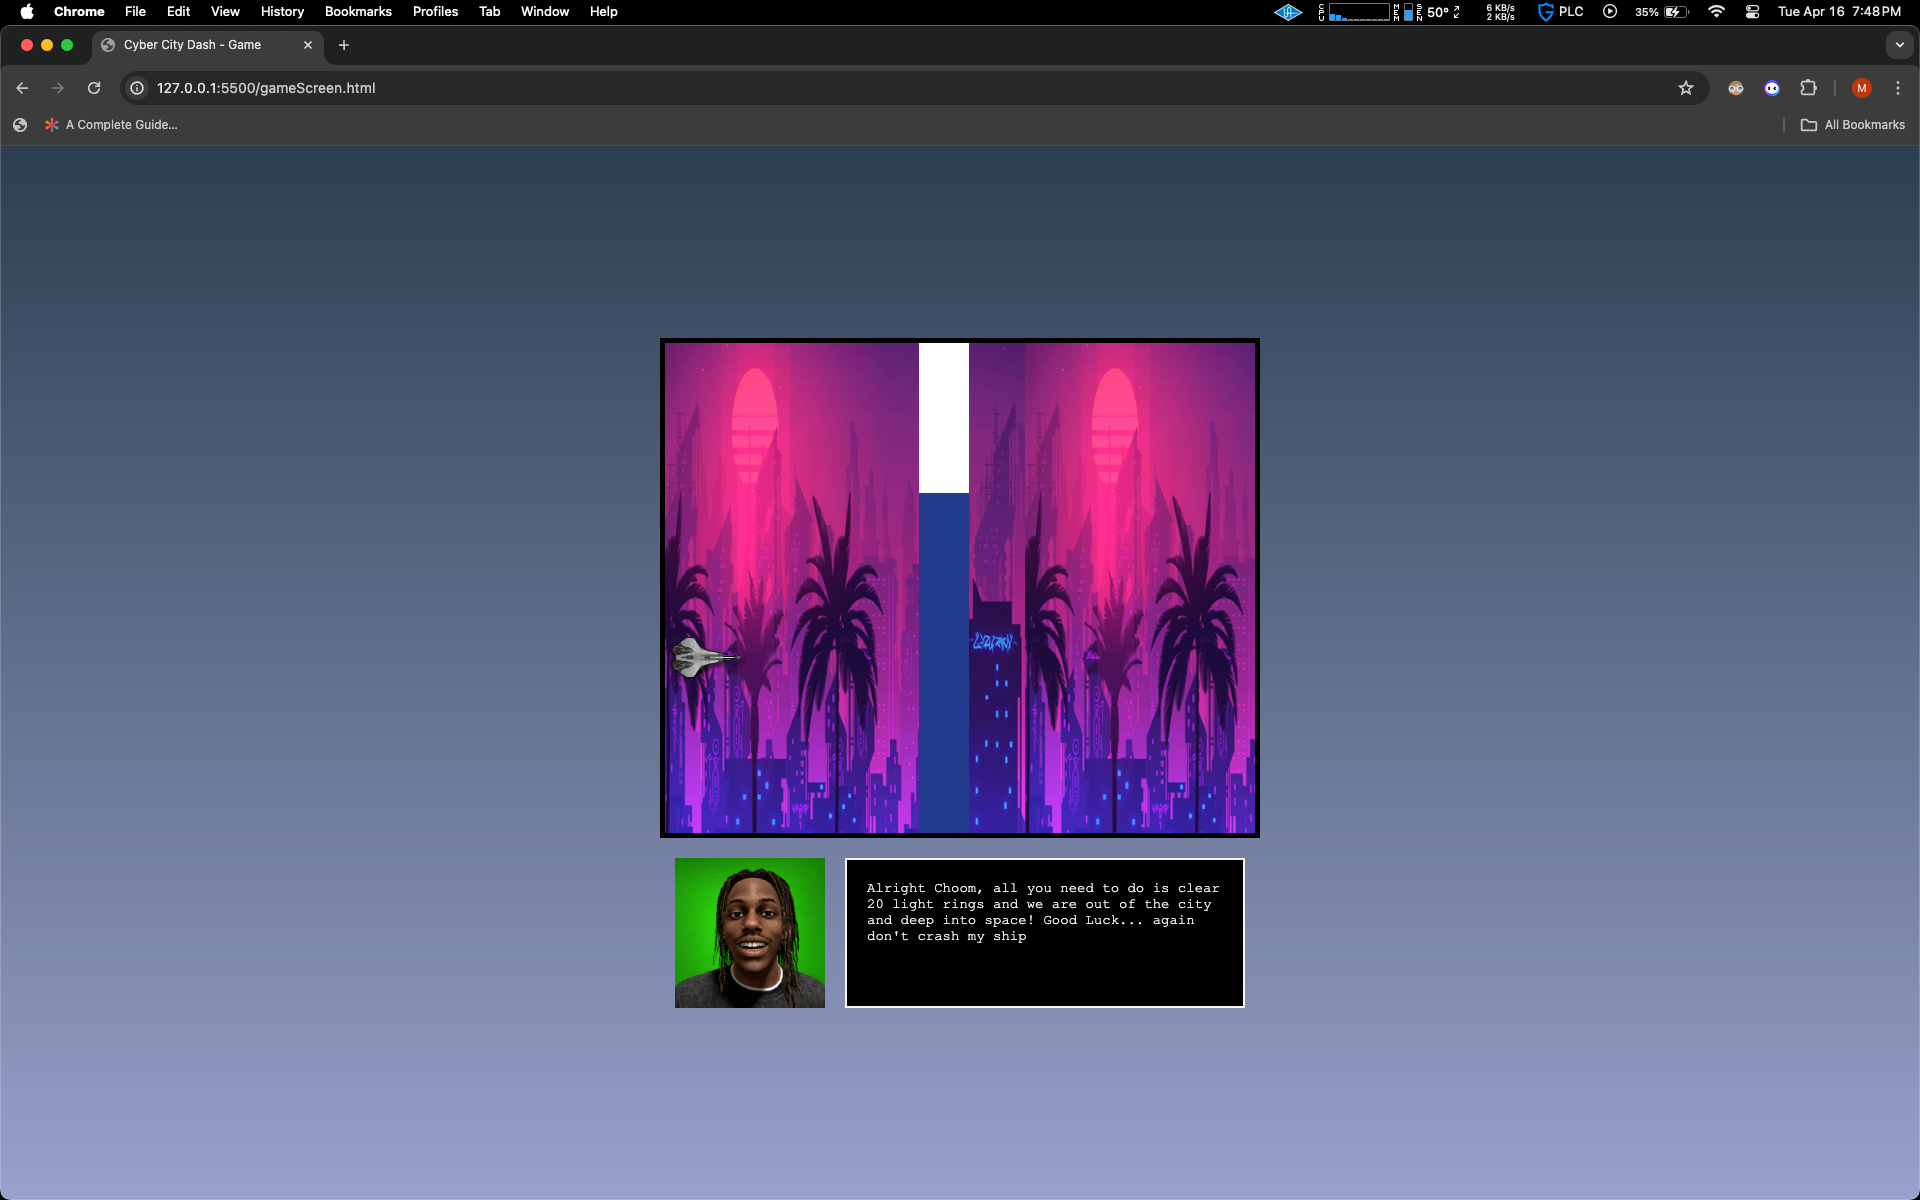 Chrome File Edit View History Bookmarks Profiles Tab Window Help
CPU MEM SEN 50° 6 KB/s 2 KB/s PLC 35% Tue Apr 16 7:48 PM
Cyber City Dash - Game
127.0.0.1:5500/gameScreen.html
M
A Complete Guide...
All Bookmarks
Alright Choom, all you need to do is clear
20 light rings and we are out of the city
and deep into space! Good Luck... again
don't crash my ship